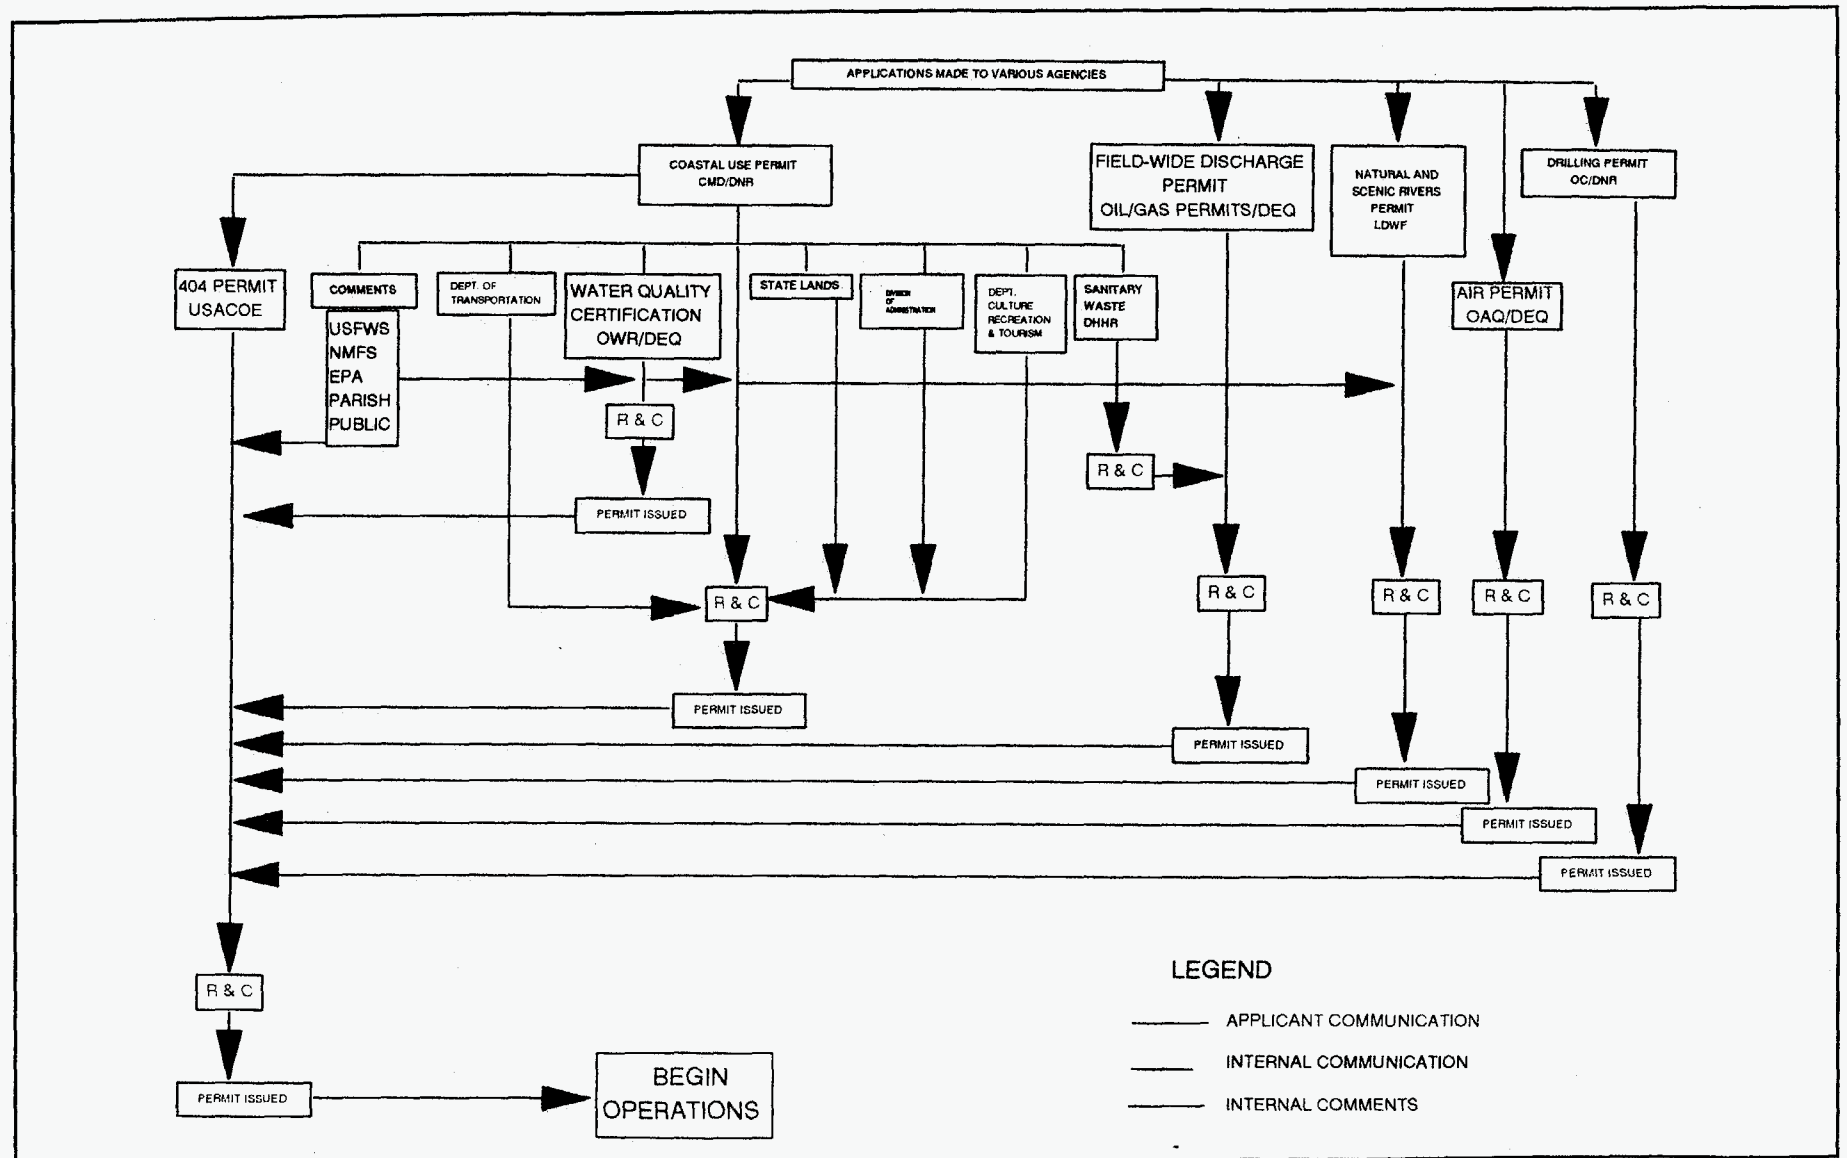 APPLICATIONS MADE TO VARIOUS AGENCIES
COASTAL USE PERMIT
CMD/DNR
FIELD-WIDE DISCHARGE
PERMIT
OIL/GAS PERMITS/DEQ
NATURAL AND
SCENIC RIVERS
PERMIT
LDWF
DRILLING PERMIT
OC/DNR
404 PERMIT
USACOE
COMMENTS
USFWS
NMFS
EPA
PARISH
PUBLIC
DEPT. OF
TRANSPORTATION
WATER QUALITY
CERTIFICATION
OWR/DEQ
STATE LANDS
DIVISION
OF
ADMINISTRATION
DEPT.
CULTURE
RECREATION
& TOURISM
SANITARY
WASTE
DHHR
AIR PERMIT
OAQ/DEQ
R & C
R & C
PERMIT ISSUED
R & C
R & C
R & C
R & C
R & C
PERMIT ISSUED
PERMIT ISSUED
PERMIT ISSUED
PERMIT ISSUED
PERMIT ISSUED
R & C
PERMIT ISSUED
BEGIN
OPERATIONS
LEGEND
APPLICANT COMMUNICATION
INTERNAL COMMUNICATION
INTERNAL COMMENTS